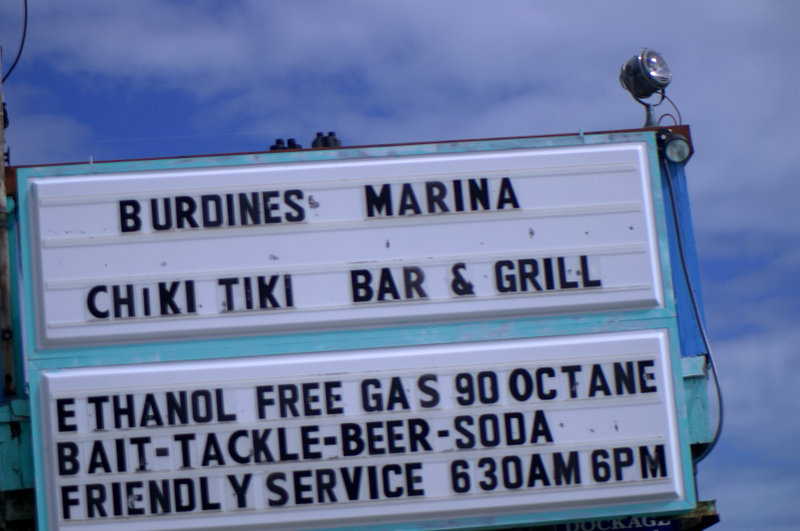 BURDINES MARINA
CHiKI TIKI BAR & GRILL
ETHANOL FREE GAS 90 OCTANE
BAIT-TACKLE-BEER-SODA
FRIENDLY SERVICE 630AM 6PM
DOCKAGE